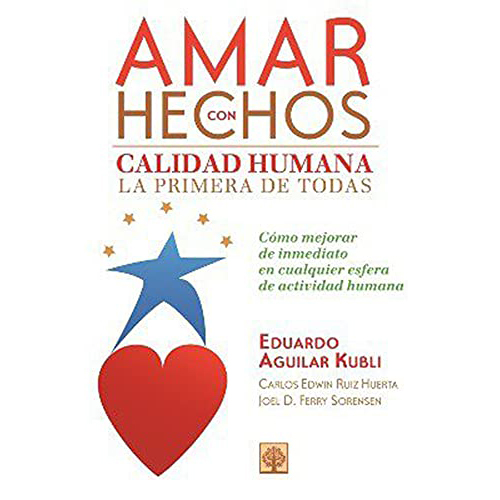 AMAR
CON
HECHOS
CALIDAD HUMANA
LA PRIMERA DE TODAS
Cómo mejorar
de inmediato
en cualquier esfera
de actividad humana
EDUARDO
AGUILAR KUBLI
CARLOS EDWIN RUIZ HUERTA
JOEL D. FERRY SORENSEN